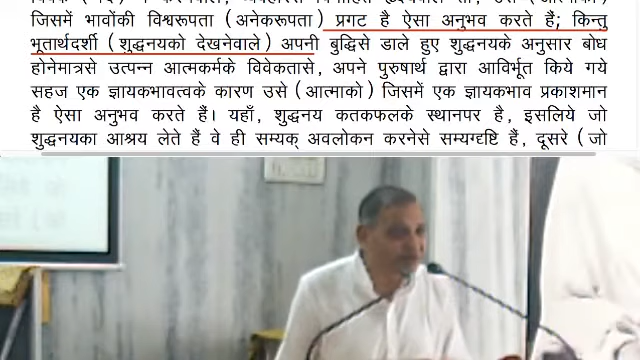 जिसमें भावोंकी विश्वरूपता (अनेकरूपता) प्रगट है ऐसा अनुभव करते हैं; किन्तु
भूतार्थदर्शी (शुद्धनयको देखनेवाले) अपनी बुद्धिसे डाले हुए शुद्धनयके अनुसार बोध
होनेमात्रसे उत्पन्न आत्मकर्मके विवेकतासे, अपने पुरुषार्थ द्वारा आविर्भूत किये गये
सहज एक ज्ञायकभावत्वके कारण उसे (आत्माको) जिसमें एक ज्ञायकभाव प्रकाशमान
है ऐसा अनुभव करते हैं। यहाँ, शुद्धनय कतकफलके स्थानपर है, इसलिये जो
शुद्धनयका आश्रय लेते हैं वे ही सम्यक् अवलोकन करनेसे सम्यग्दृष्टि हैं, दूसरे (जो